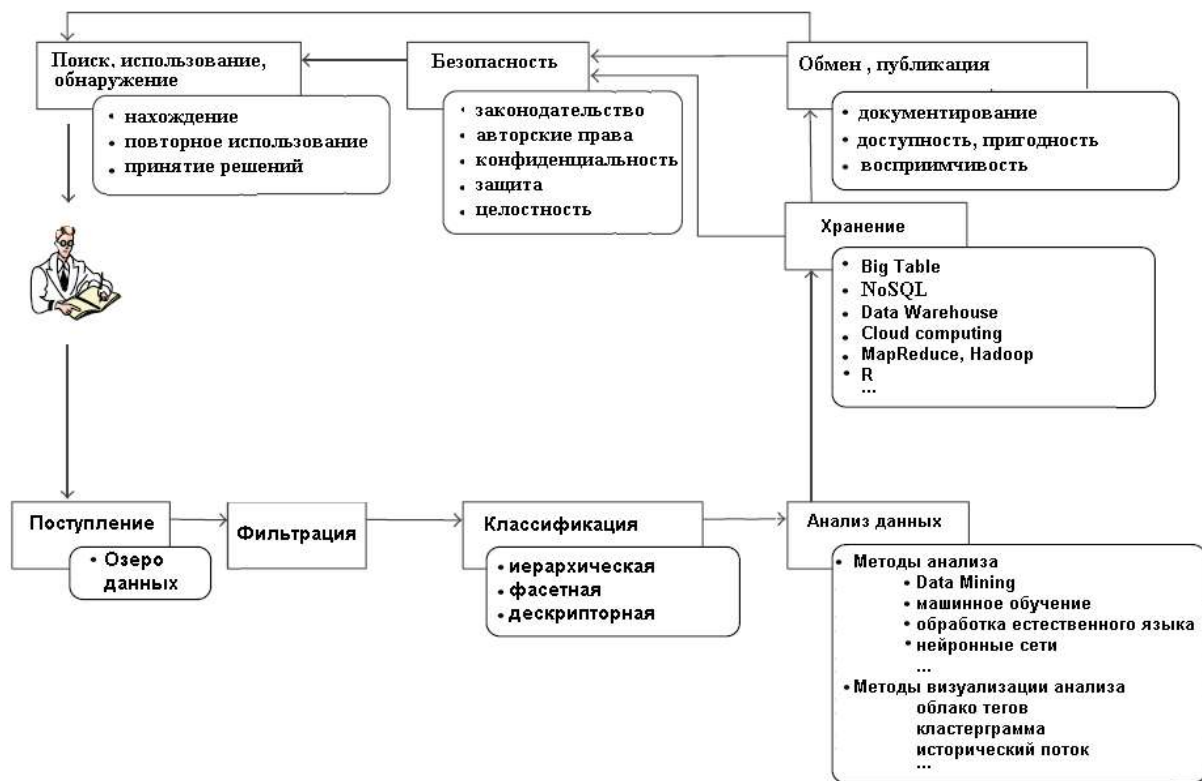 Поиск, использование,
обнаружение
• нахождение
• повторное использование
• принятие решений
Безопасность
• законодательство
• авторские права
• конфиденциальность
• защита
• целостность
Обмен , публикация
• документирование
• доступность, пригодность
• восприимчивость
Хранение
• Big Table
• NoSQL
• Data Warehouse
• Cloud computing
• MapReduce, Hadoop
• R
...
Поступление
• Озеро
данных
Фильтрация
Классификация
• иерархическая
• фасетная
• дескрипторная
Анализ данных
• Методы анализа
• Data Mining
• машинное обучение
• обработка естественного языка
• нейронные сети
...
• Методы визуализации анализа
облако тегов
кластерграмма
исторический поток
...